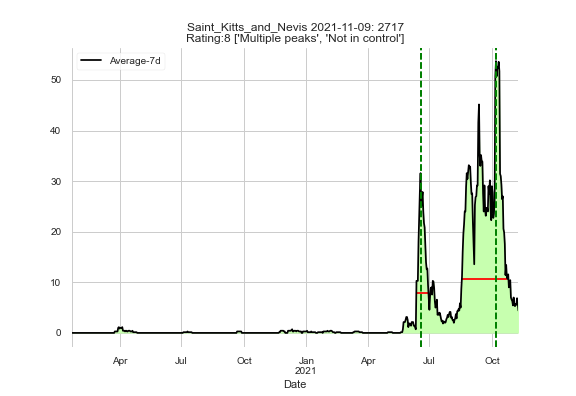 Saint_Kitts_and_Nevis 2021-11-09: 2717
Rating:8 ['Multiple peaks', 'Not in control']
Average-7d
50
40
30
20
10
0
Apr
Jul
Oct
Jan
2021
Apr
Jul
Oct
Date